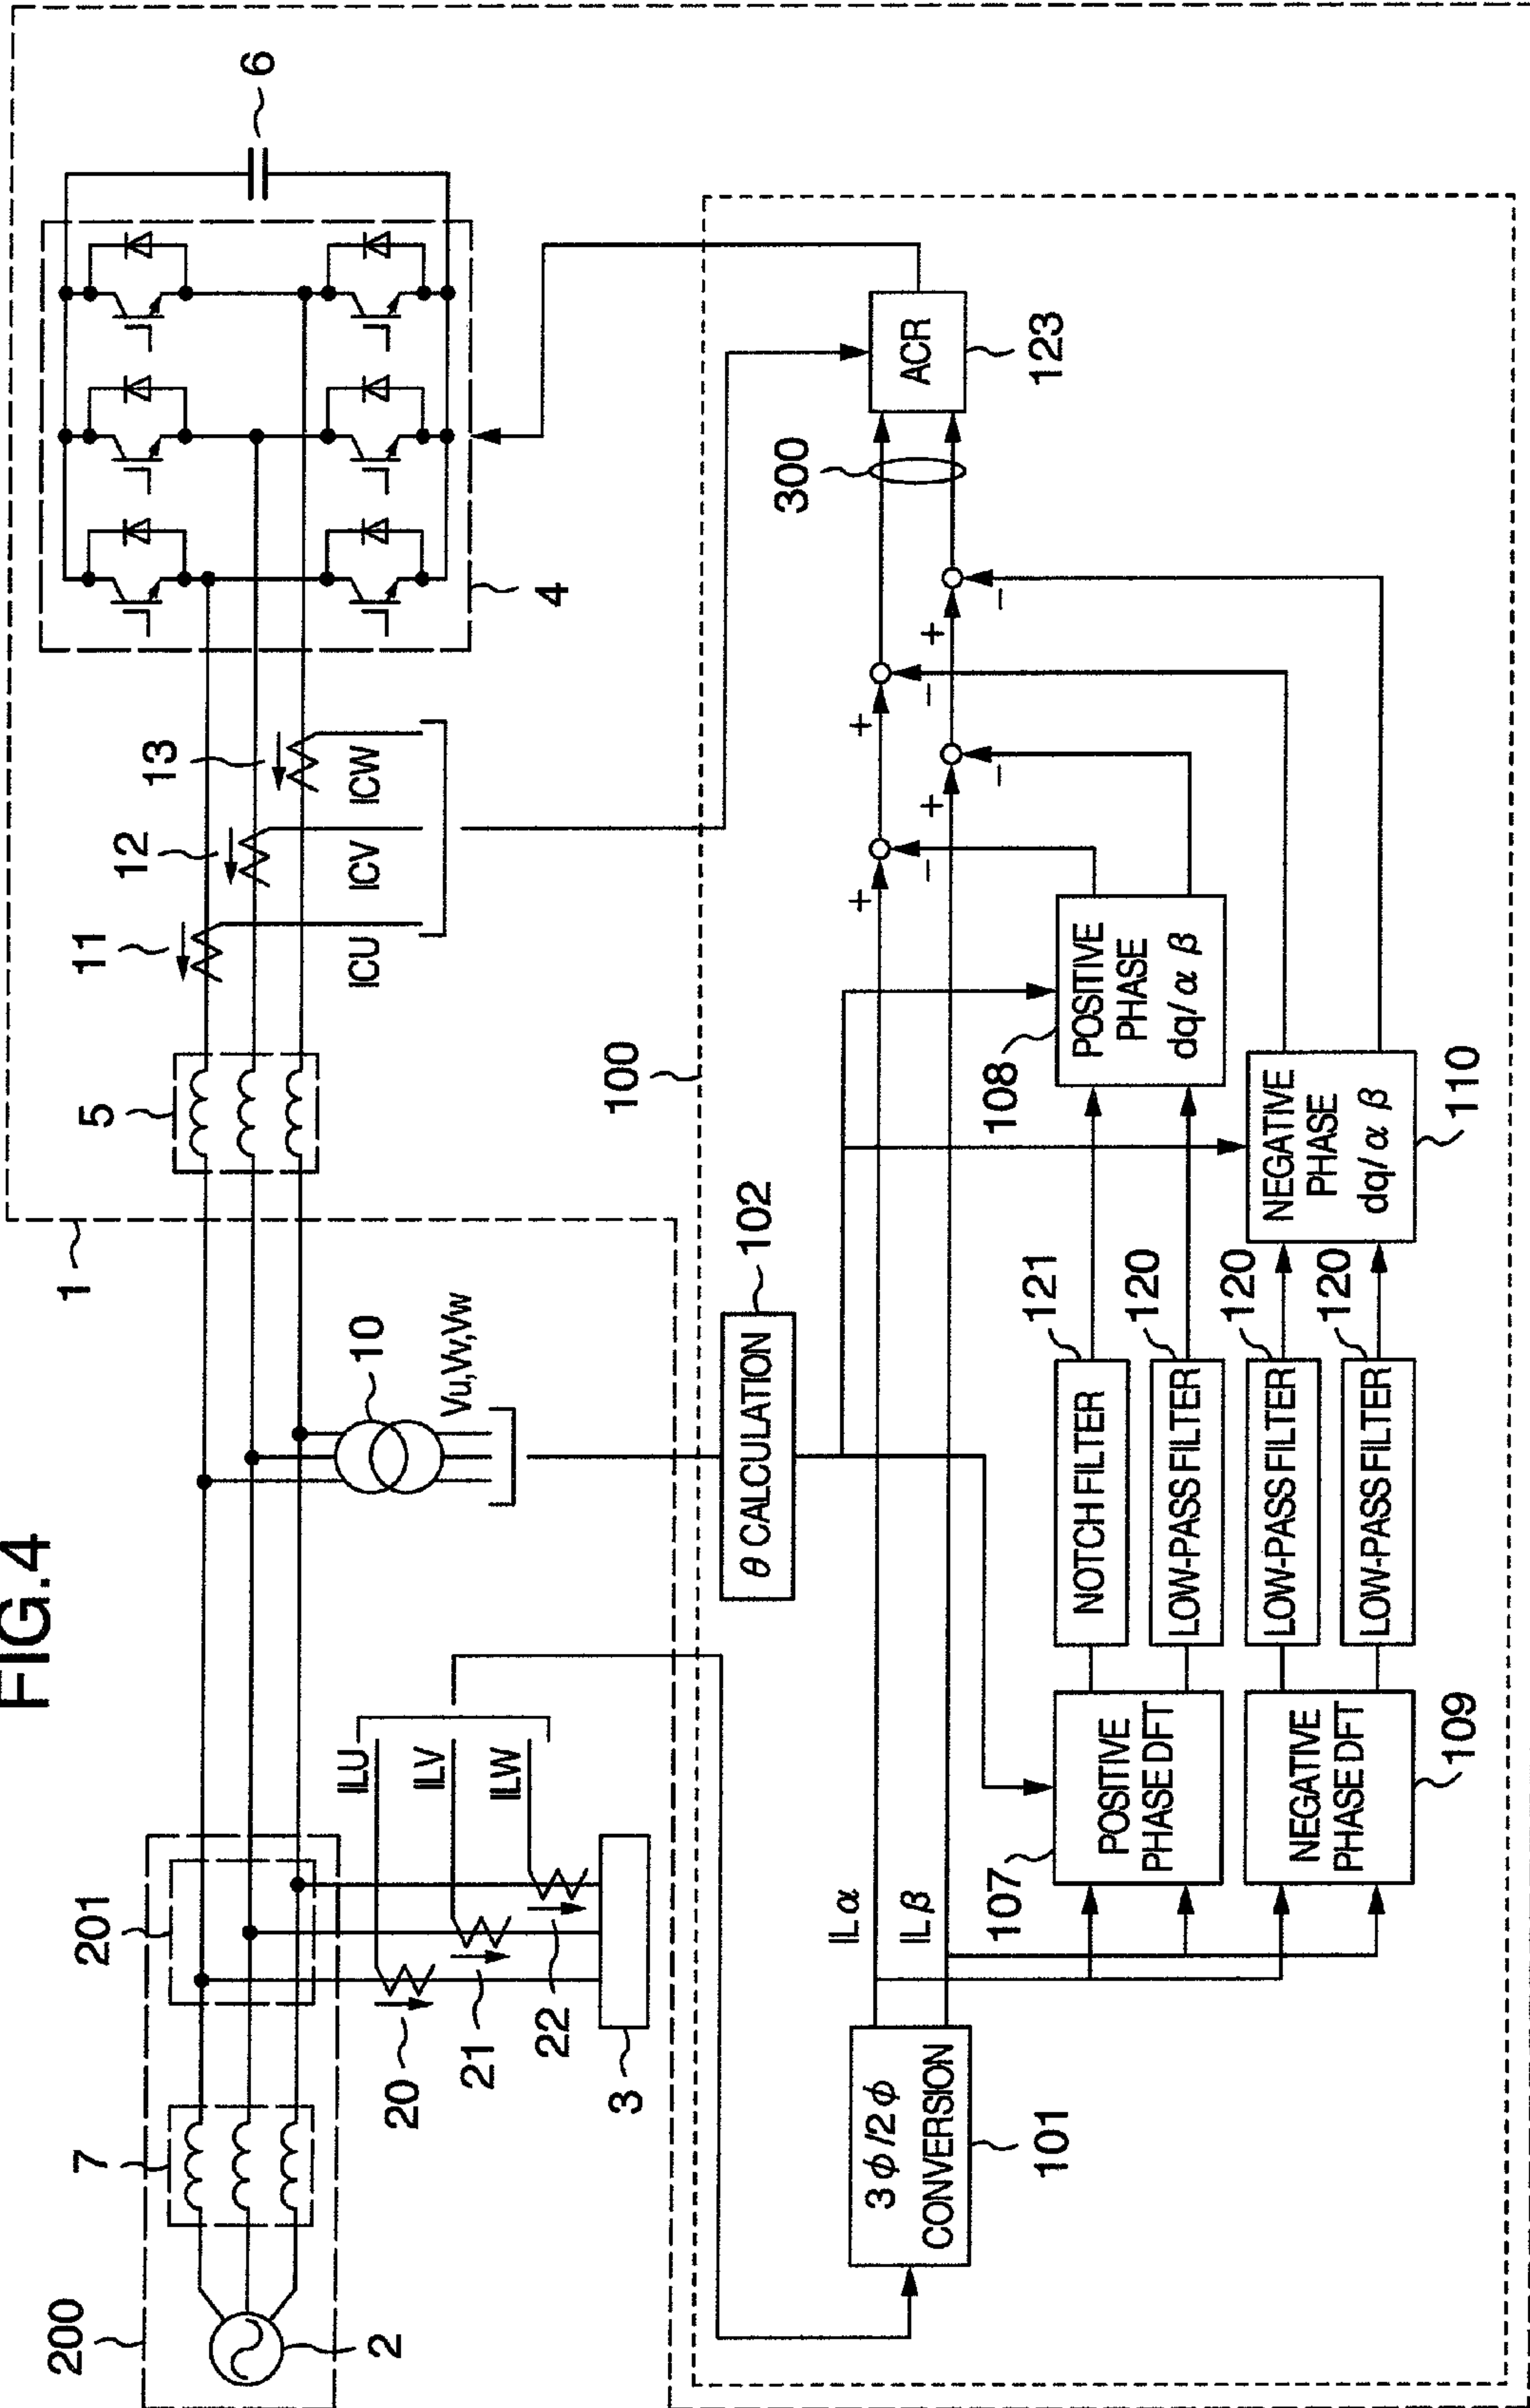 FIG.4
200
2
7
201
20
21
22
3
ILU
ILV
ILW
10
Vu,Vv,Vw
1
5
11
12
13
ICU
ICV
ICW
4
6
100
3ϕ/2ϕ
CONVERSION
101
ILα
ILβ
θ CALCULATION
102
107
POSITIVE
PHASE DFT
NEGATIVE
PHASE DFT
109
NOTCH FILTER
121
LOW-PASS FILTER
120
LOW-PASS FILTER
120
LOW-PASS FILTER
120
108
POSITIVE
PHASE
dq/αβ
NEGATIVE
PHASE
dq/αβ
110
+
−
+
−
+
−
+
−
300
ACR
123